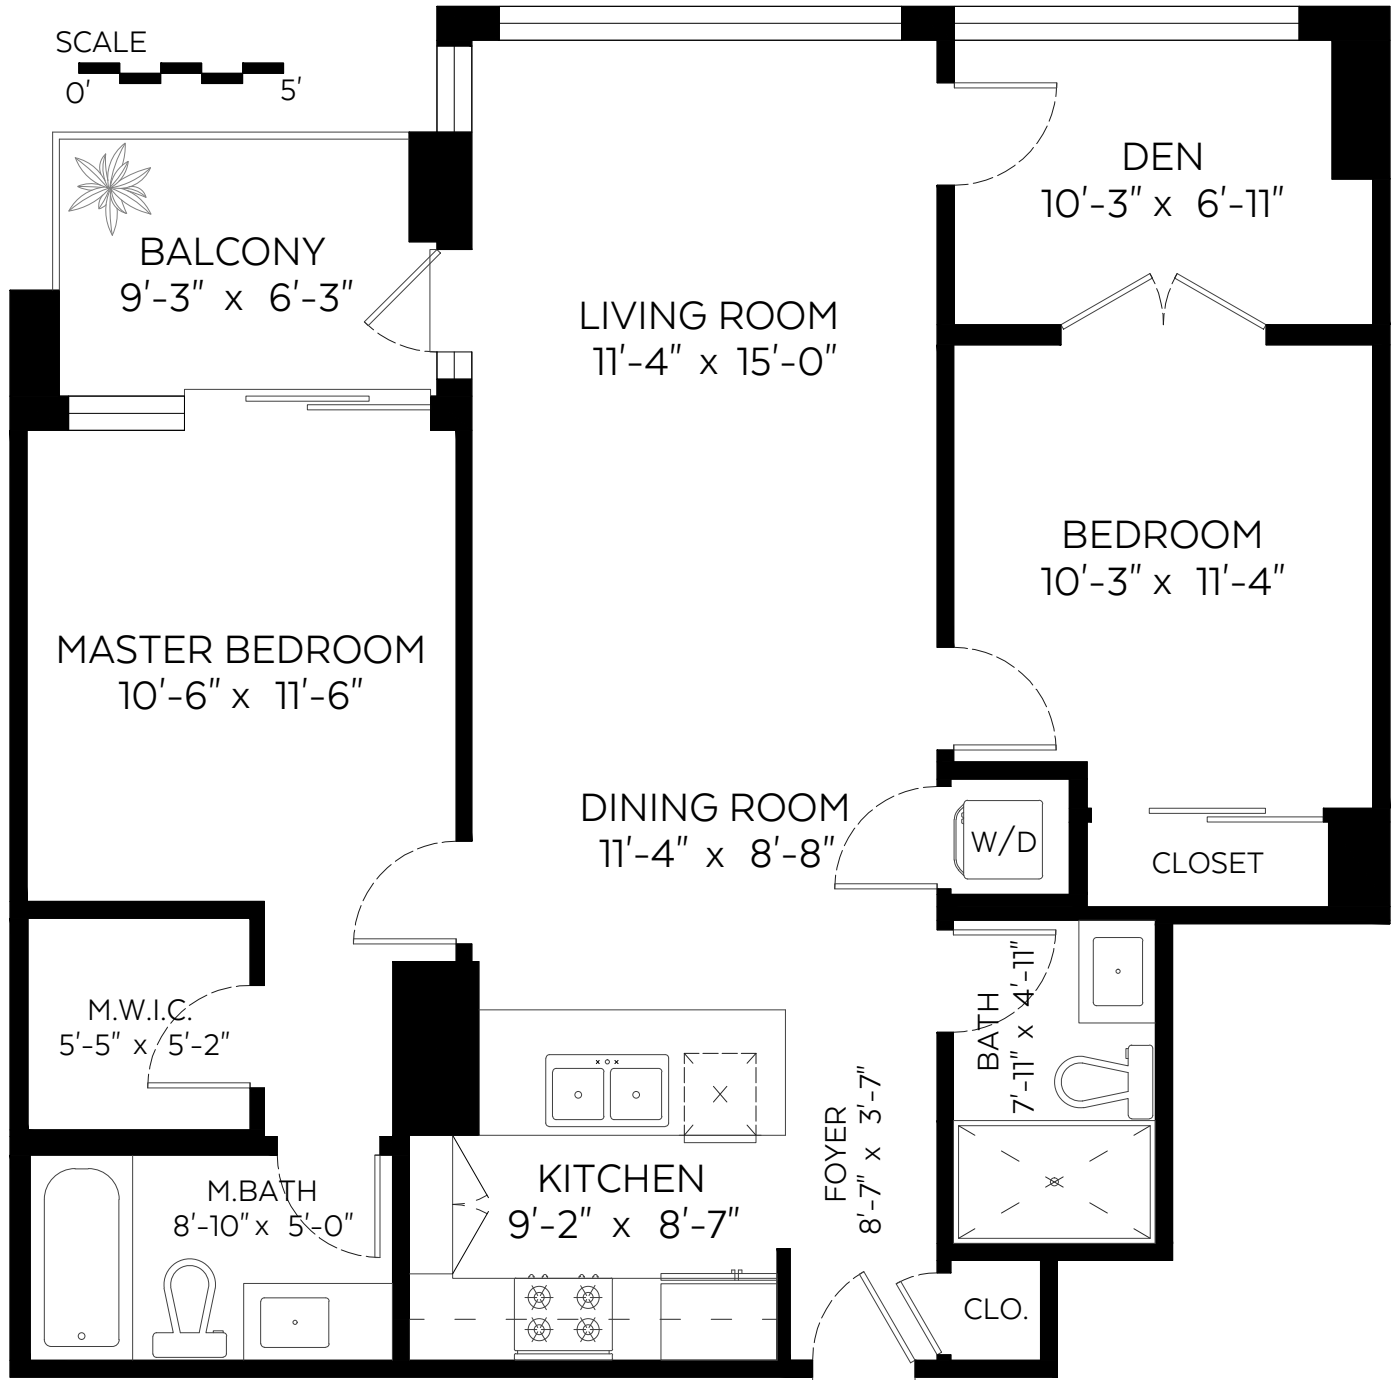 SCALE
0' 5'
DEN
10'-3" x 6'-11"
BALCONY
9'-3" x 6'-3"
LIVING ROOM
11'-4" x 15'-0"
BEDROOM
10'-3" x 11'-4"
MASTER BEDROOM
10'-6" x 11'-6"
DINING ROOM
11'-4" x 8'-8"
W/D
CLOSET
M.W.I.C.
5'-5" x 5'-2"
BATH
7'-11" x 4'-11"
FOYER
8'-7" x 3'-7"
KITCHEN
9'-2" x 8'-7"
M.BATH
8'-10" x 5'-0"
CLO.